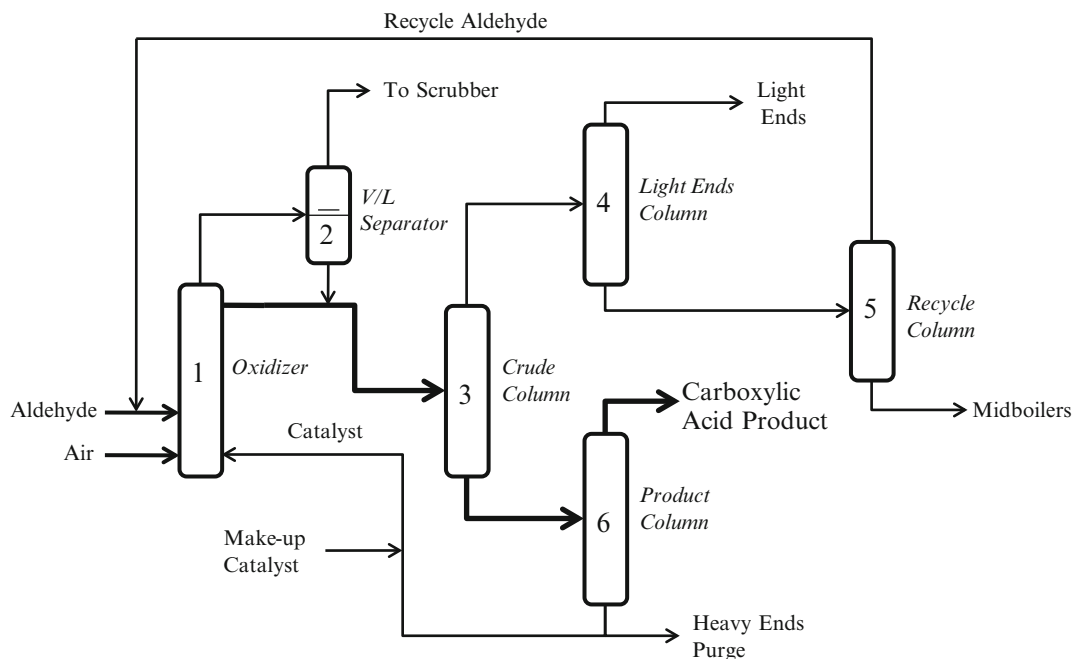 Recycle Aldehyde
To Scrubber
Light
Ends
V/L
Separator
2
4
Light Ends
Column
1
Oxidizer
3
Crude
Column
5
Recycle
Column
Aldehyde
Air
Catalyst
Carboxylic
Acid Product
Midboilers
Make-up
Catalyst
6
Product
Column
Heavy Ends
Purge